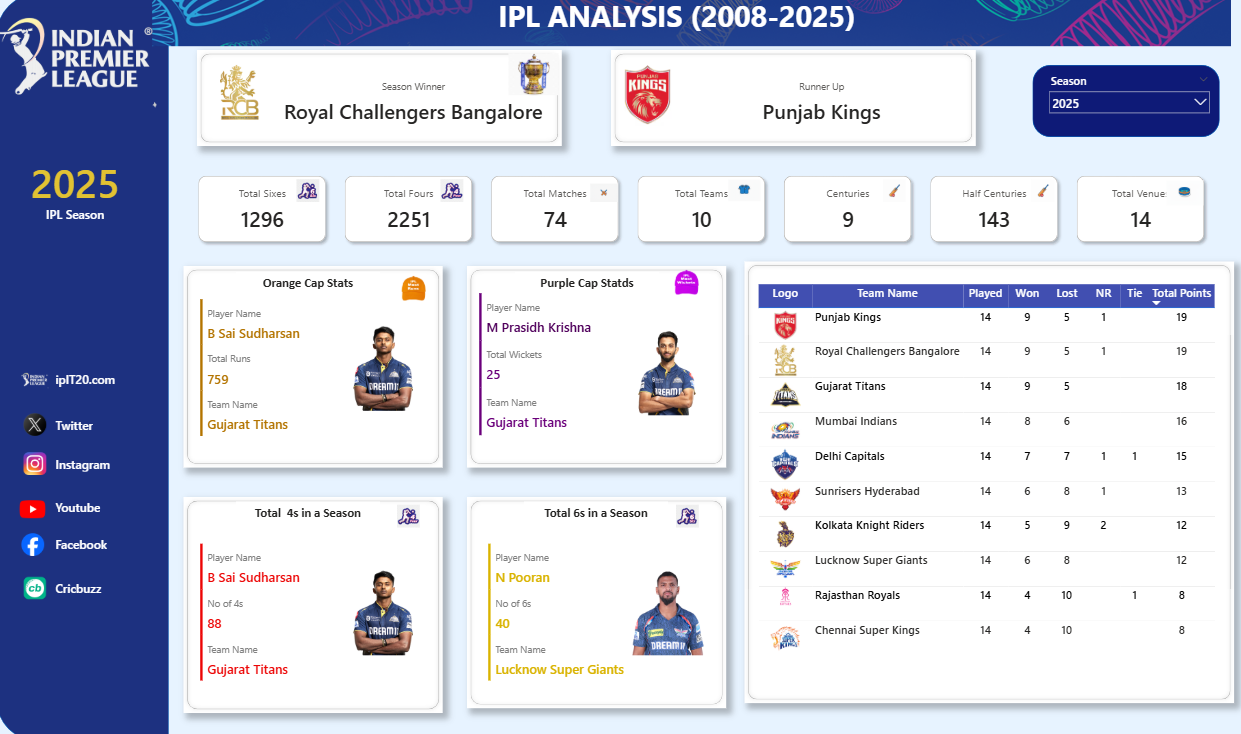 INDIAN
PREMIER
LEAGUE
®
IPL ANALYSIS (2008-2025)
RCB
Season Winner
Royal Challengers Bangalore
PUNJAB
KINGS
Runner Up
Punjab Kings
Season
2025
2025
IPL Season
Total Sixes
1296
Total Fours
2251
Total Matches
74
Total Teams
10
Centuries
9
Half Centuries
143
Total Venue
14
iplT20.com
Twitter
Instagram
Youtube
Facebook
cb
Cricbuzz
Orange Cap Stats
Player Name
B Sai Sudharsan
Total Runs
759
Team Name
Gujarat Titans
DREAM11
Purple Cap Statds
Player Name
M Prasidh Krishna
Total Wickets
25
Team Name
Gujarat Titans
DREAM11
Total 4s in a Season
Player Name
B Sai Sudharsan
No of 4s
88
Team Name
Gujarat Titans
DREAM11
Total 6s in a Season
Player Name
N Pooran
No of 6s
40
Team Name
Lucknow Super Giants
DREAM11
Logo Team Name Played Won Lost NR Tie Total Points
Punjab Kings 14 9 5 1 19
Royal Challengers Bangalore 14 9 5 1 19
Gujarat Titans 14 9 5 18
Mumbai Indians 14 8 6 16
Delhi Capitals 14 7 7 1 1 15
Sunrisers Hyderabad 14 6 8 1 13
Kolkata Knight Riders 14 5 9 2 12
Lucknow Super Giants 14 6 8 12
Rajasthan Royals 14 4 10 1 8
Chennai Super Kings 14 4 10 8